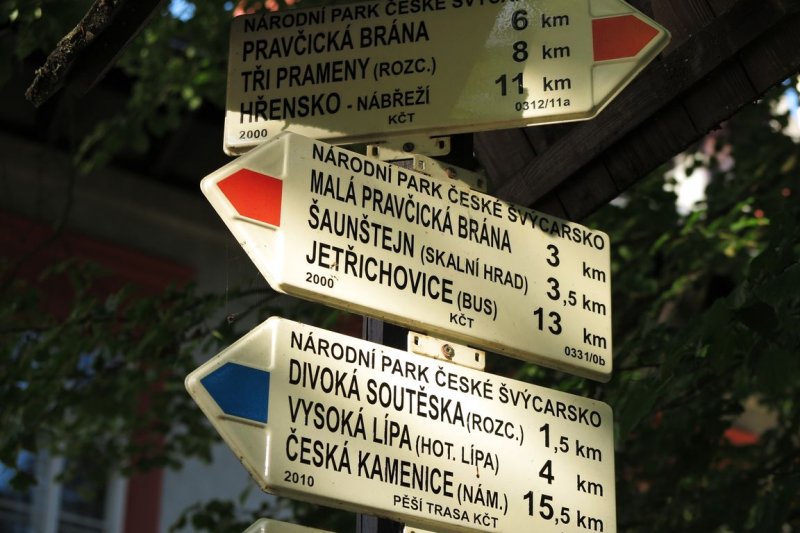 NÁRODNÍ PARK ČESKÉ ŠVÝCA
PRAVČICKÁ BRÁNA 6 km
TŘI PRAMENY (ROZC.) 8 km
HŘENSKO - NÁBŘEŽÍ 11 km
2000 KČT 0312/11a
NÁRODNÍ PARK ČESKÉ ŠVÝCARSKO
MALÁ PRAVČICKÁ BRÁNA 3 km
ŠAUNŠTEJN (SKALNÍ HRAD) 3,5 km
JETŘICHOVICE (BUS) 13 km
2000 KČT 0331/0b
NÁRODNÍ PARK ČESKÉ ŠVÝCARSKO
DIVOKÁ SOUTĚSKA (ROZC.) 1,5 km
VYSOKÁ LÍPA (HOT. LÍPA) 4 km
ČESKÁ KAMENICE (NÁM.) 15,5 km
2010 PĚŠÍ TRASA KČT